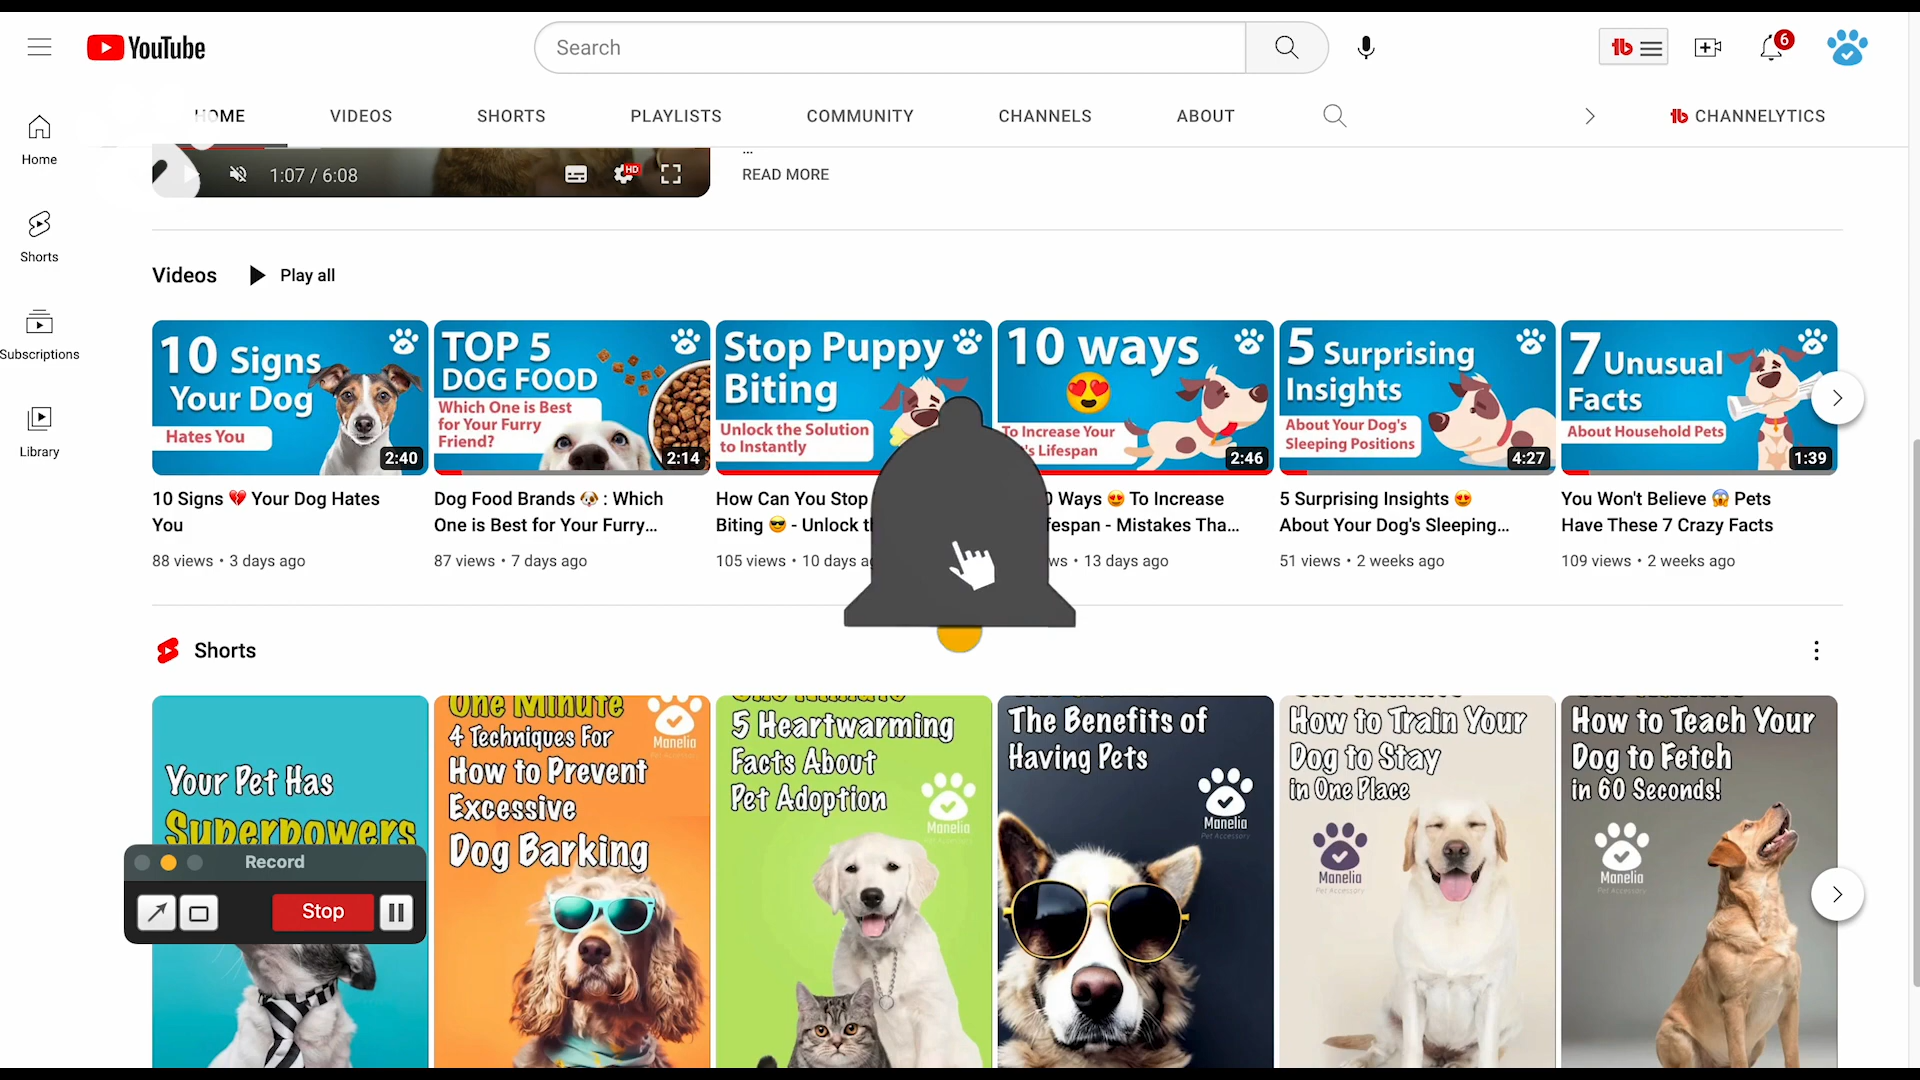 YouTube
Search
6
HOME
VIDEOS
SHORTS
PLAYLISTS
COMMUNITY
CHANNELS
ABOUT
CHANNELYTICS
Home
Shorts
Subscriptions
Library
1:07 / 6:08
HD
...
READ MORE
Videos
Play all
10 Signs
Your Dog
Hates You
2:40
TOP 5
DOG FOOD
Which One is Best
for Your Furry
Friend?
2:14
Stop Puppy
Biting
Unlock the Solution
to Instantly
10 ways
To Increase Your
's Lifespan
2:46
5 Surprising
Insights
About Your Dog's
Sleeping Positions
4:27
7 Unusual
Facts
About Household Pets
1:39
10 Signs 💔 Your Dog Hates
You
88 views • 3 days ago
Dog Food Brands 🐶 : Which
One is Best for Your Furry...
87 views • 7 days ago
How Can You Stop
Biting 😎 - Unlock
105 views • 10 days
Ways 😍 To Increase
fespan - Mistakes Tha...
13 days ago
5 Surprising Insights 😍
About Your Dog's Sleeping...
51 views • 2 weeks ago
You Won't Believe 😱 Pets
Have These 7 Crazy Facts
109 views • 2 weeks ago
Shorts
Your Pet Has
Superpowers
One Minute
4 Techniques For
How to Prevent
Excessive
Dog Barking
Manelia
5 Heartwarming
Facts About
Pet Adoption
Manelia
The Benefits of
Having Pets
Manelia
Pet Accessory
How to Train Your
Dog to Stay
in One Place
Manelia
Pet Accessory
How to Teach Your
Dog to Fetch
in 60 Seconds!
Manelia
Pet Accessory
Record
Stop